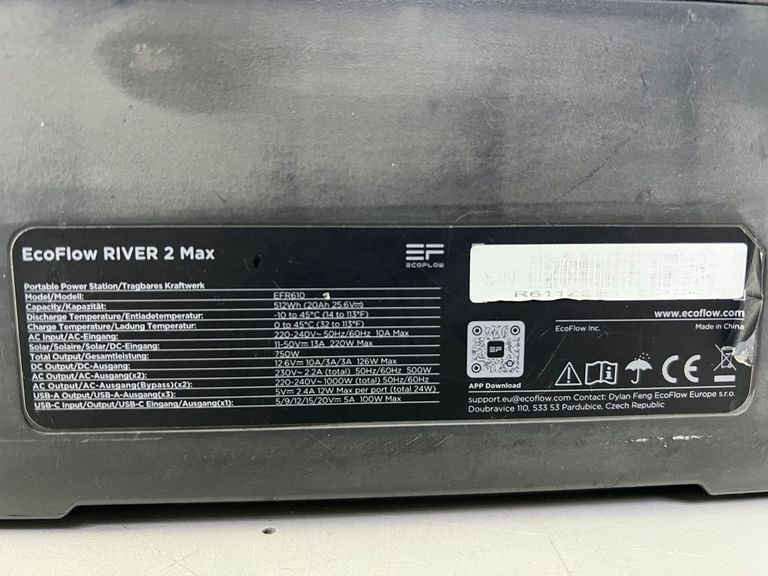 EcoFlow RIVER 2 Max
EF
ECOFLOW
S/N
Portable Power Station/Tragbares Kraftwerk
Model/Modell: EFR610
Capacity/Kapazität: 512Wh (20Ah 25.6V⎓)
Discharge Temperature/Entladetemperatur: -10 to 45°C (14 to 113°F)
Charge Temperature/Ladung Temperatur: 0 to 45°C (32 to 113°F)
AC Input/AC-Eingang: 220-240V~ 50Hz/60Hz 10A Max
Solar/Solaire/Solar/DC-Eingang: 11-50V⎓ 13A 220W Max
Total Output/Gesamtleistung: 750W
DC Output/DC-Ausgang: 12.6V⎓ 10A/3A/3A 126W Max
AC Output/AC-Ausgang(x2): 230V~ 2.2A (total) 50Hz/60Hz 500W
AC Output/AC-Ausgang(Bypass)(x2): 220-240V~ 1000W (total) 50Hz/60Hz
USB-A Output/USB-A-Ausgang(x3): 5V⎓ 2.4A 12W Max per port (total 24W)
USB-C Input/Output/USB-C Eingang/Ausgang(x1): 5/9/12/15/20V⎓ 5A 100W Max
EF
APP Download
www.ecoflow.com
EcoFlow Inc. Made in China
CE
support.eu@ecoflow.com Contact: Dylan Feng EcoFlow Europe s.r.o.
Doubravice 110, 533 53 Pardubice, Czech Republic